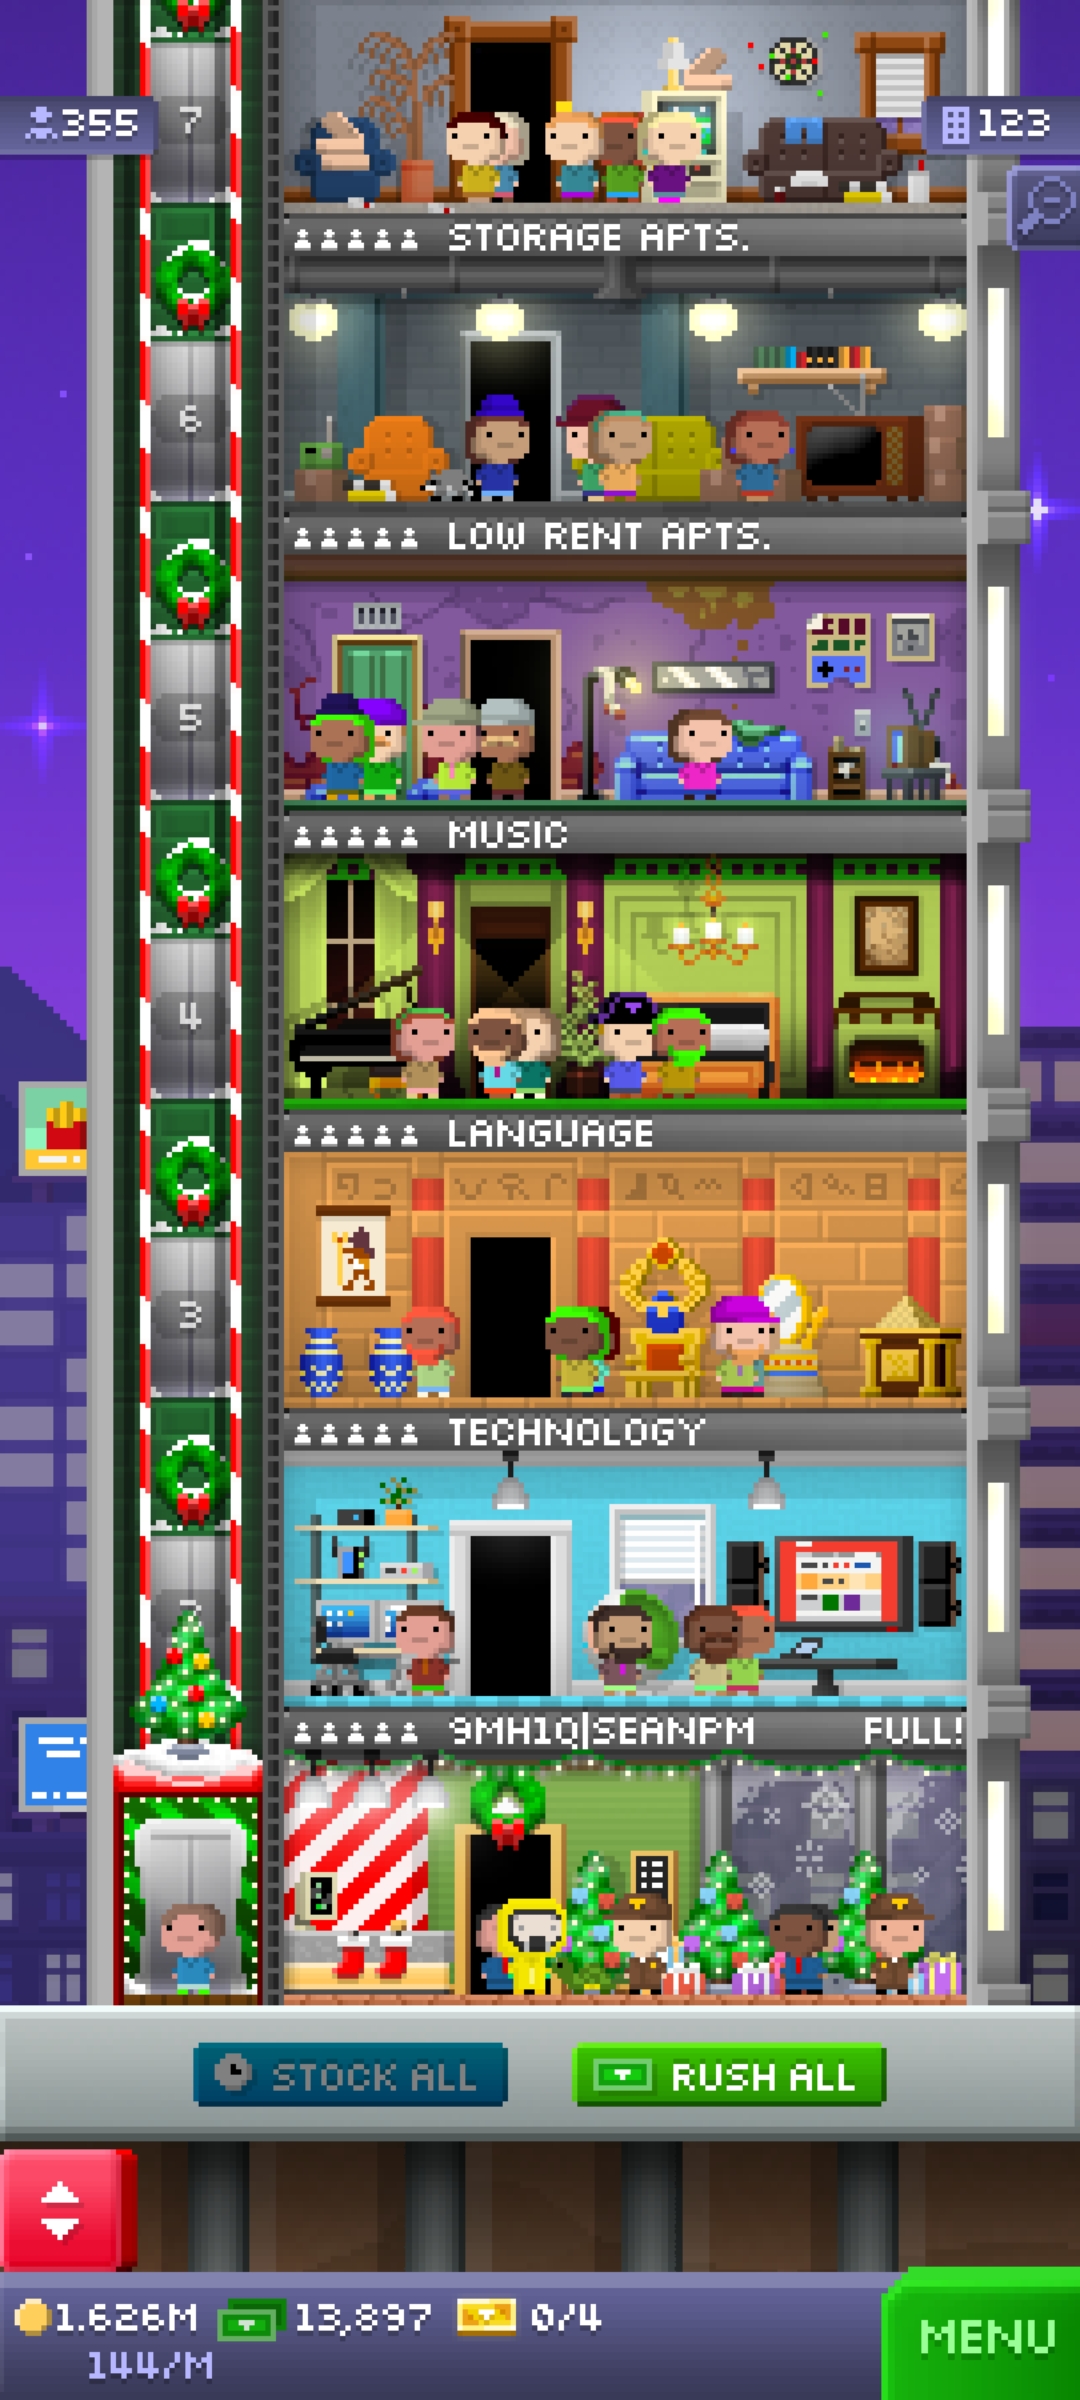 7
355
123
STORAGE APTS.
6
LOW RENT APTS.
5
MUSIC
4
LANGUAGE
3
TECHNOLOGY
9MH1Q|SEANPM FULL!
STOCK ALL
RUSH ALL
1.626M 13,897 0/4
144/M
MENU